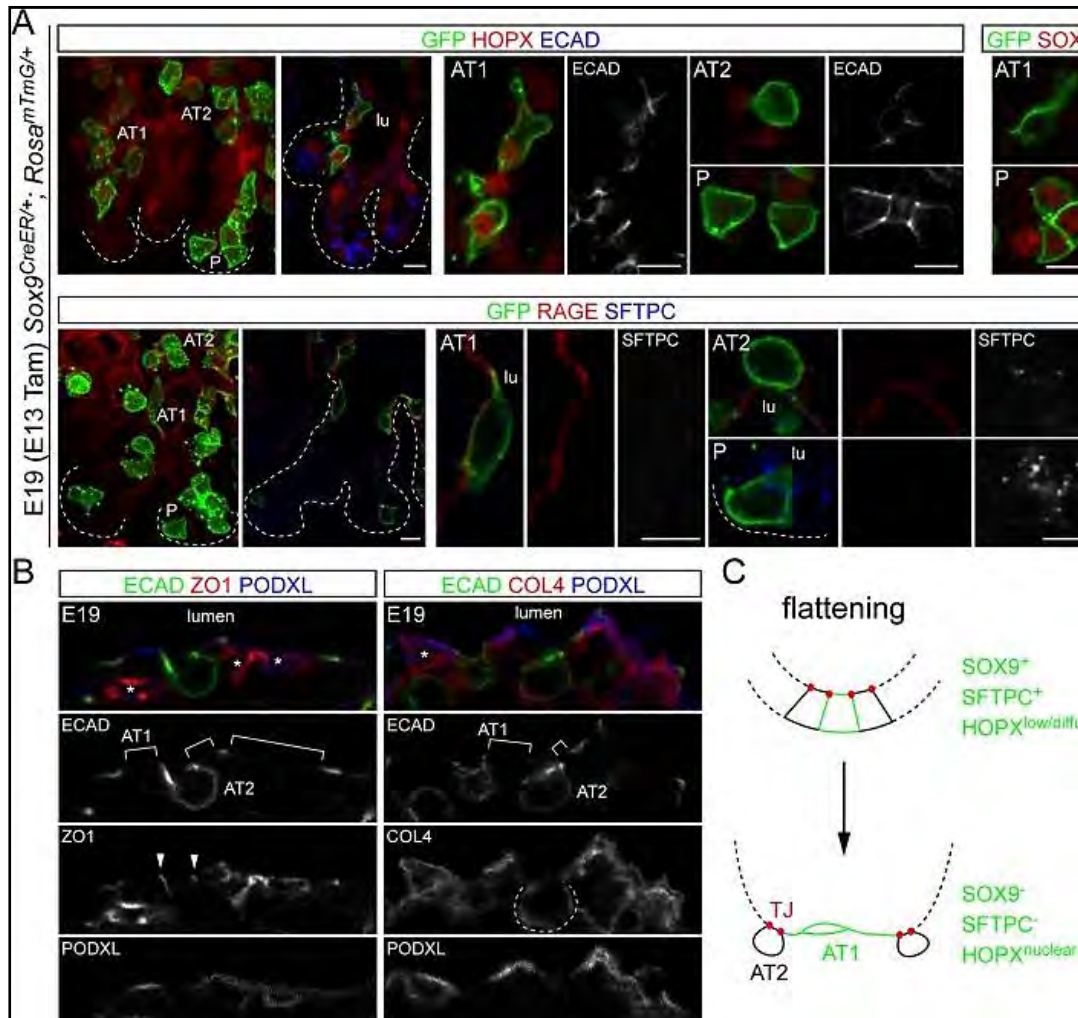 A
E19 (E13 Tam) Sox9CreER/+; RosamTmG/+
GFP HOPX ECAD
GFP SOX
AT1
AT2
P
lu
AT1
ECAD
AT2
P
ECAD
AT1
P
GFP RAGE SFTPC
AT2
AT1
P
AT1
lu
SFTPC
AT2
lu
P
lu
SFTPC
B
ECAD ZO1 PODXL
E19
lumen
*
*
*
ECAD
AT1
AT2
ZO1
PODXL
ECAD COL4 PODXL
lumen
*
AT1
AT2
COL4
PODXL
C
flattening
SOX9+
SFTPC+
HOPXlow/diffu
TJ
AT2
AT1
SOX9-
SFTPC-
HOPXnuclear